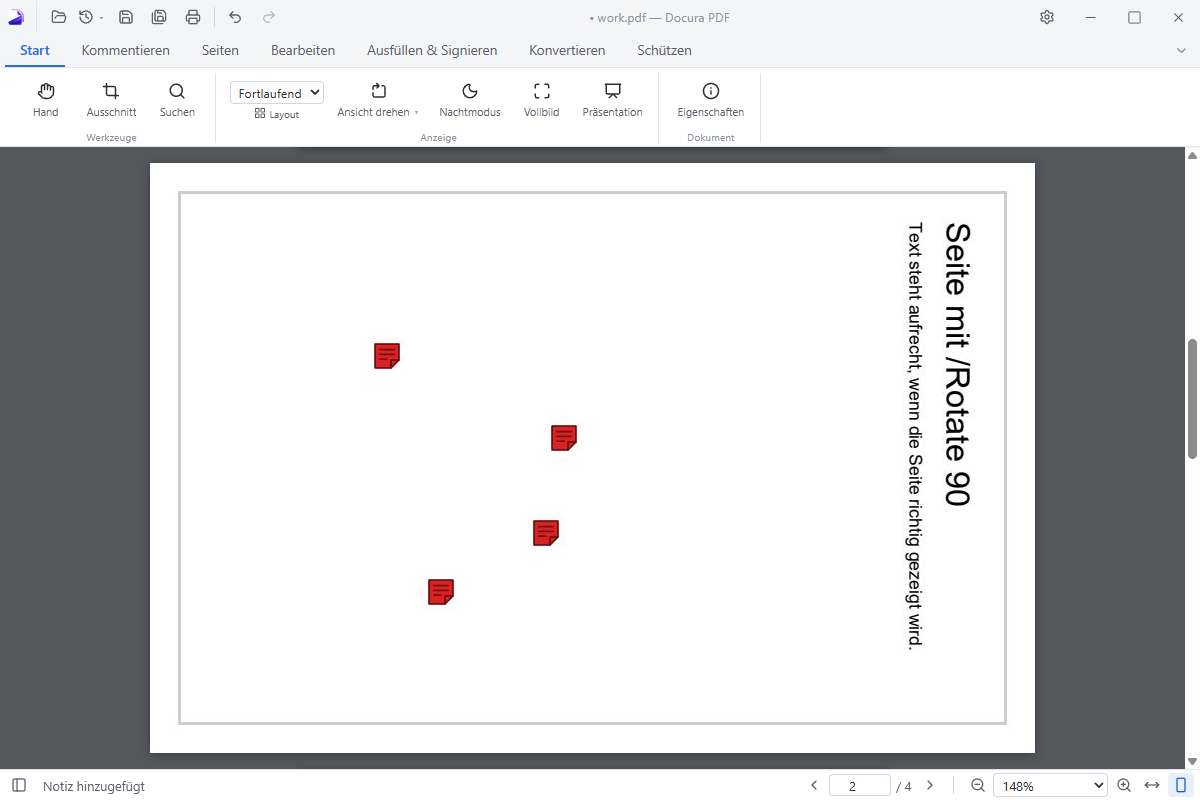 • work.pdf — Docura PDF
Start Kommentieren Seiten Bearbeiten Ausfüllen & Signieren Konvertieren Schützen
Hand Ausschnitt Suchen
Werkzeuge
Fortlaufend
Layout
Ansicht drehen Nachtmodus Vollbild Präsentation
Anzeige
Eigenschaften
Dokument
Seite mit /Rotate 90
Text steht aufrecht, wenn die Seite richtig gezeigt wird.
Notiz hinzugefügt
2 / 4
148%